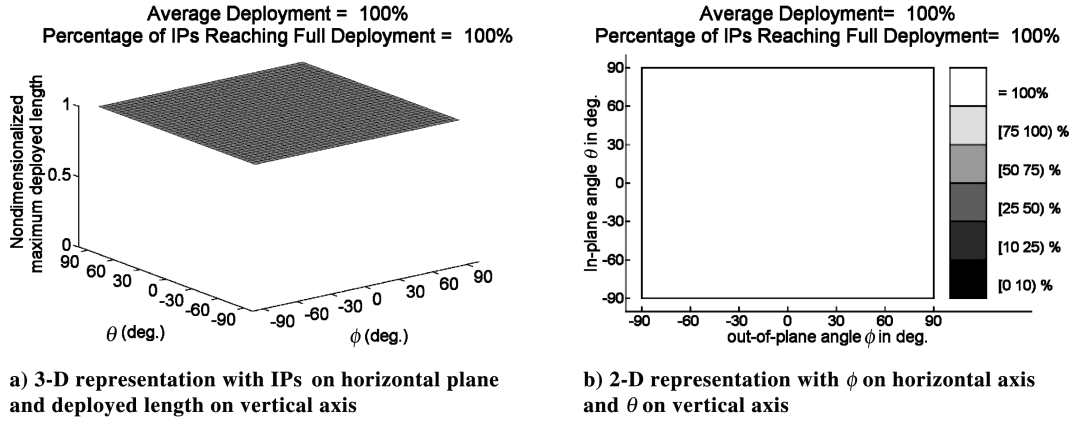 Average Deployment = 100%
Percentage of IPs Reaching Full Deployment = 100%
Nondimensionalized
maximum deployed length
1
0.5
0
90
60
30
0
-30
-60
-90
θ (deg.)
-90
-60
-30
0
30
60
90
ϕ (deg.)
a) 3-D representation with IPs on horizontal plane
and deployed length on vertical axis
Average Deployment= 100%
Percentage of IPs Reaching Full Deployment= 100%
In-plane angle θ in deg.
90
60
30
0
-30
-60
-90
-90
-60
-30
0
30
60
90
out-of-plane angle ϕ in deg.
= 100%
[75 100) %
[50 75) %
[25 50) %
[10 25) %
[0 10) %
b) 2-D representation with ϕ on horizontal axis
and θ on vertical axis